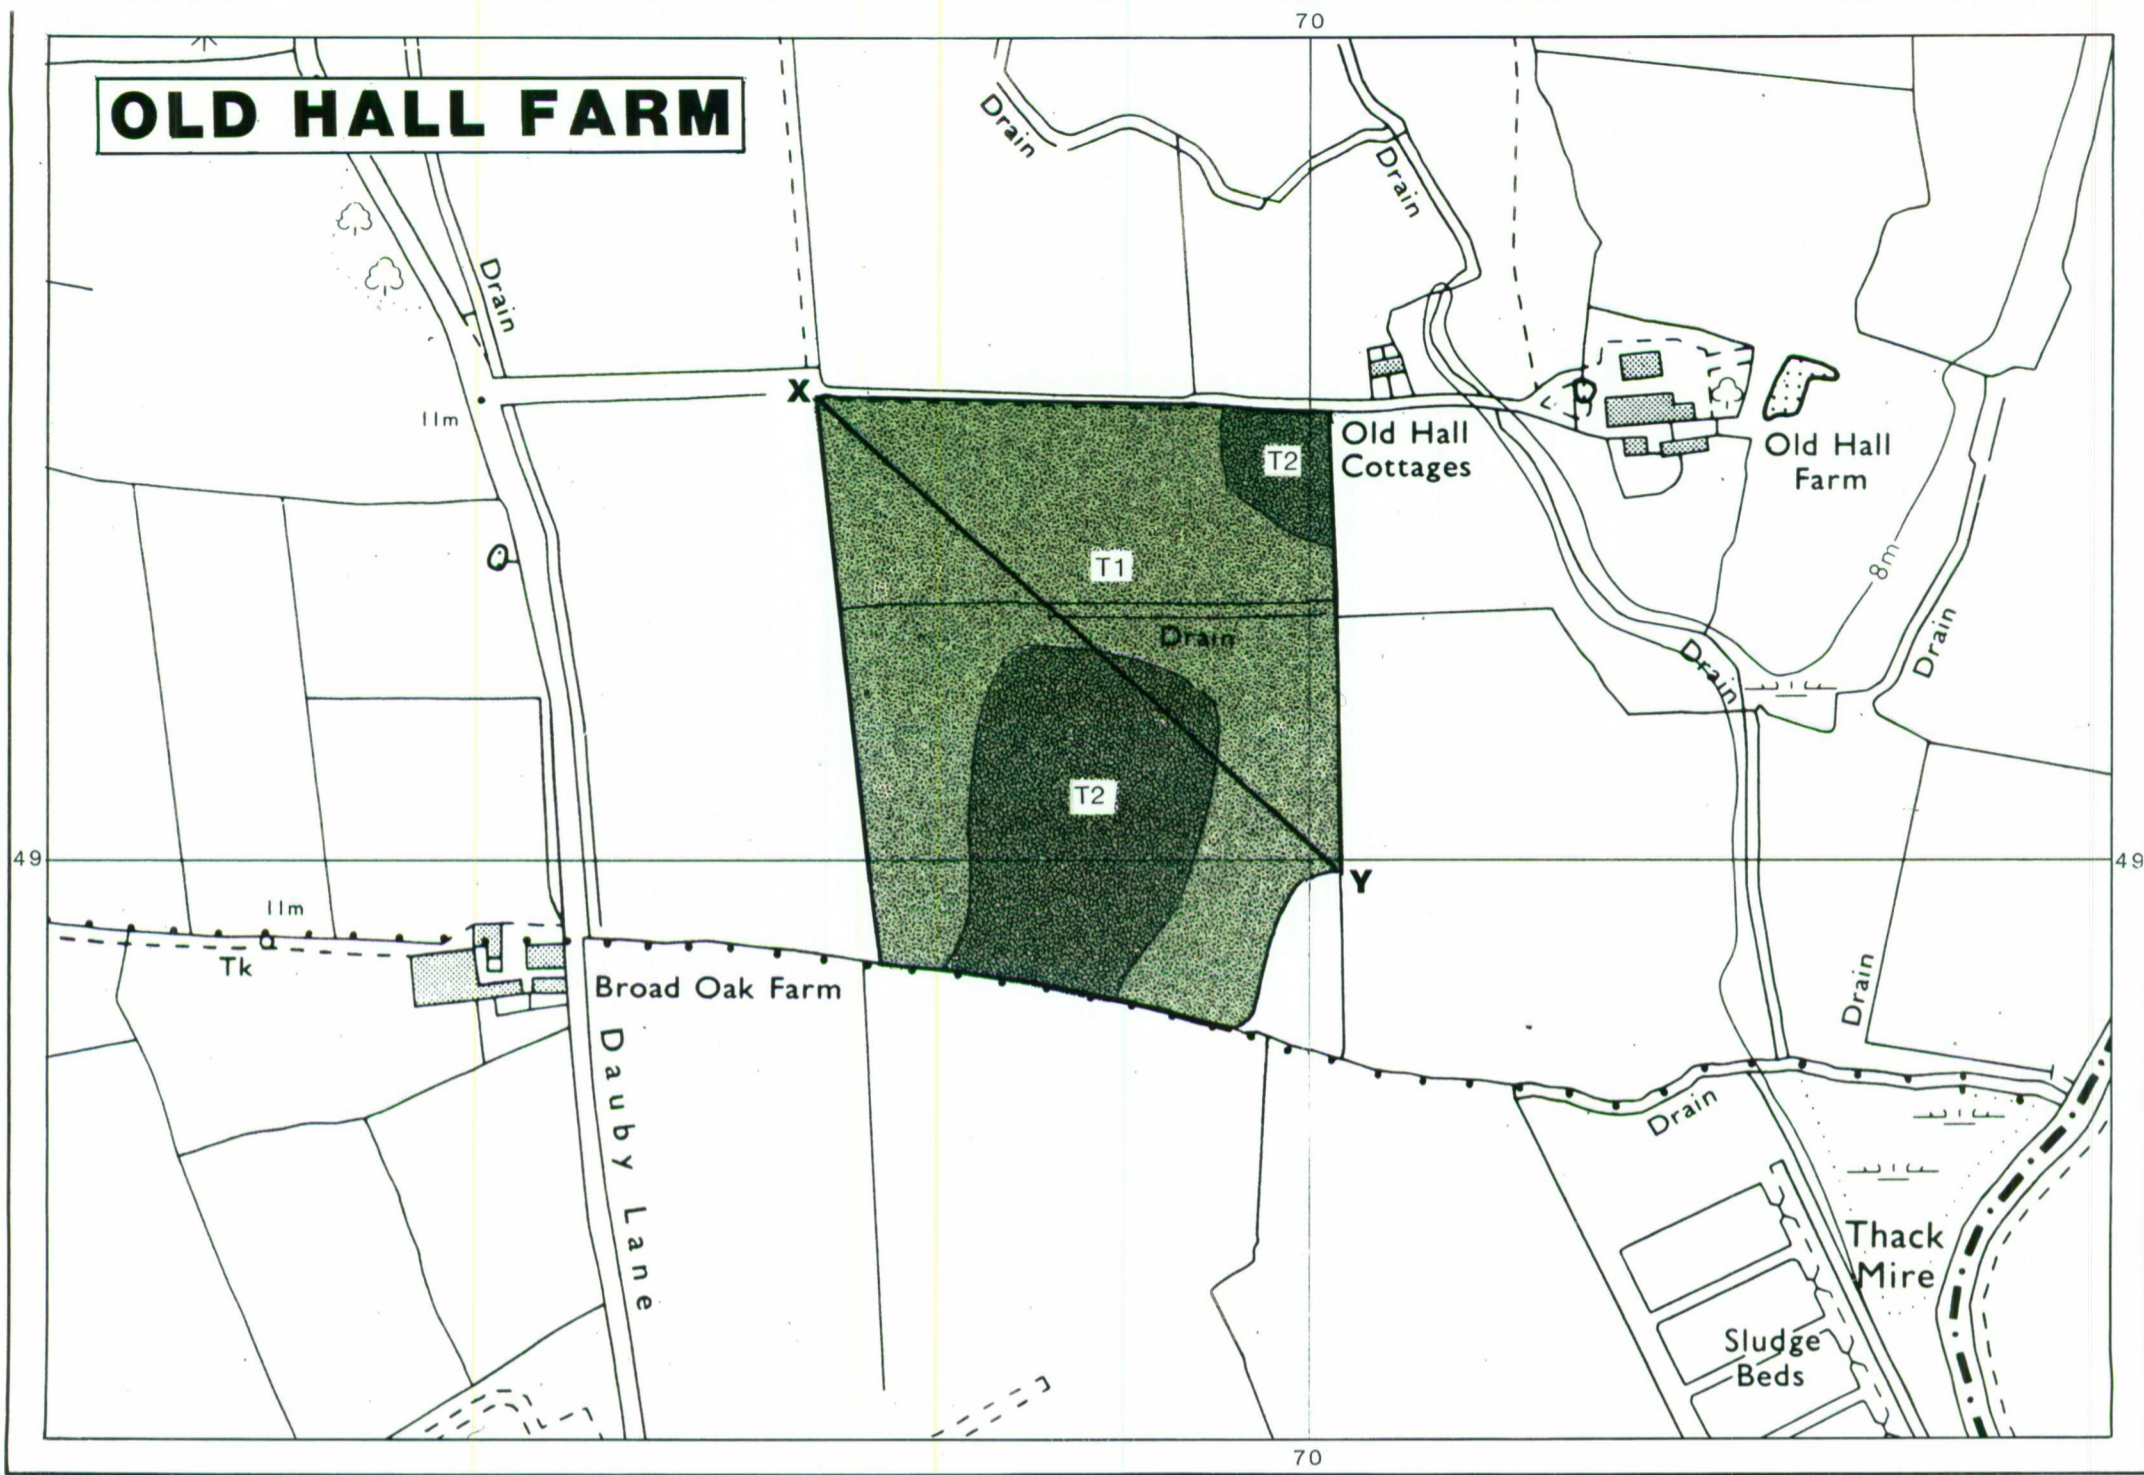 70
OLD HALL FARM
Drain
Drain
Drain
X
11m
T2
Old Hall
Cottages
Old Hall
Farm
T1
8m
Drain
Drain
Drain
T2
49
49
Y
11m
Tk
Broad Oak Farm
Drain
Dauby Lane
Drain
Thack
Mire
Sludge
Beds
70